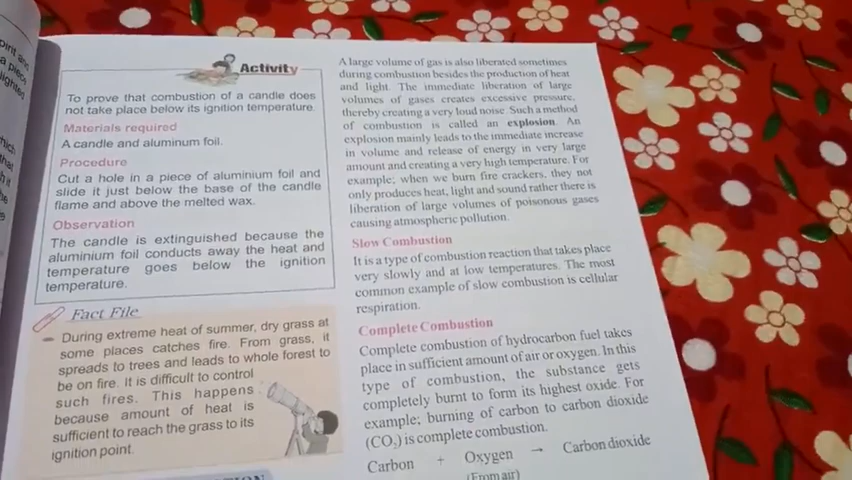 Activity
To prove that combustion of a candle does
not take place below its ignition temperature.
Materials required
A candle and aluminum foil.
Procedure
Cut a hole in a piece of aluminium foil and
slide it just below the base of the candle
flame and above the melted wax.
Observation
The candle is extinguished because the
aluminium foil conducts away the heat and
temperature goes below the ignition
temperature.
Fact File
During extreme heat of summer, dry grass at
some places catches fire. From grass, it
spreads to trees and leads to whole forest to
be on fire. It is difficult to control
such fires. This happens
because amount of heat is
sufficient to reach the grass to its
ignition point.
A large volume of gas is also liberated sometimes
during combustion besides the production of heat
and light. The immediate liberation of large
volumes of gases creates excessive pressure,
thereby creating a very loud noise. Such a method
of combustion is called an explosion. An
explosion mainly leads to the immediate increase
in volume and release of energy in very large
amount and creating a very high temperature. For
example; when we burn fire crackers, they not
only produces heat, light and sound rather there is
liberation of large volumes of poisonous gases
causing atmospheric pollution.
Slow Combustion
It is a type of combustion reaction that takes place
very slowly and at low temperatures. The most
common example of slow combustion is cellular
respiration.
Complete Combustion
Complete combustion of hydrocarbon fuel takes
place in sufficient amount of air or oxygen. In this
type of combustion, the substance gets
completely burnt to form its highest oxide. For
example; burning of carbon to carbon dioxide
(CO₂) is complete combustion.
Carbon + Oxygen → Carbon dioxide
(From air)